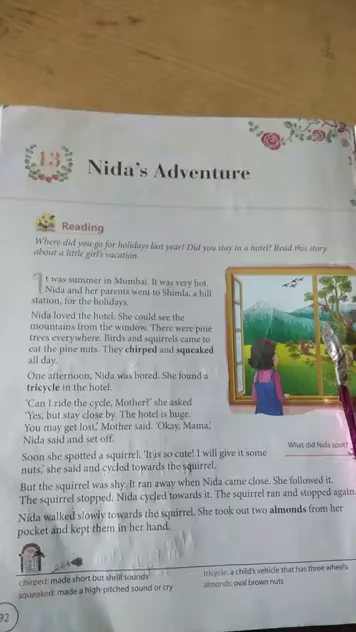 13
Nida's Adventure
Reading
Where did you go for holidays last year? Did you stay in a hotel? Read this story
about a little girl's vacation.
It was summer in Mumbai. It was very hot.
Nida and her parents went to Shimla, a hill
station, for the holidays.
Nida loved the hotel. She could see the
mountains from the window. There were pine
trees everywhere. Birds and squirrels came to
eat the pine nuts. They chirped and squeaked
all day.
One afternoon, Nida was bored. She found a
tricycle in the hotel.
'Can I ride the cycle, Mother?' she asked
'Yes, but stay close by. The hotel is huge.
You may get lost,' Mother said. 'Okay, Mama,'
Nida said and set off.
What did Nida spot?
Soon she spotted a squirrel. 'It is so cute! I will give it some
nuts,' she said and cycled towards the squirrel.
But the squirrel was shy. It ran away when Nida came close. She followed it.
The squirrel stopped. Nida cycled towards it. The squirrel ran and stopped again.
Nida walked slowly towards the squirrel. She took out two almonds from her
pocket and kept them in her hand.
chirped: made short but shrill sounds
squeaked: made a high-pitched sound or cry
tricycle: a child's vehicle that has three wheels
almonds: oval brown nuts
92